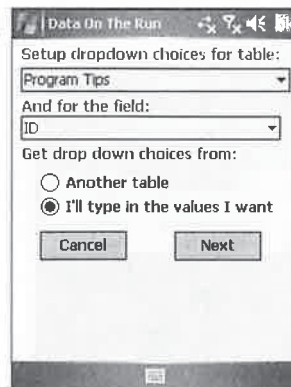 Data On The Run
Setup dropdown choices for table:
Program Tips
And for the field:
ID
Get drop down choices from:
Another table
I'll type in the values I want
Cancel
Next